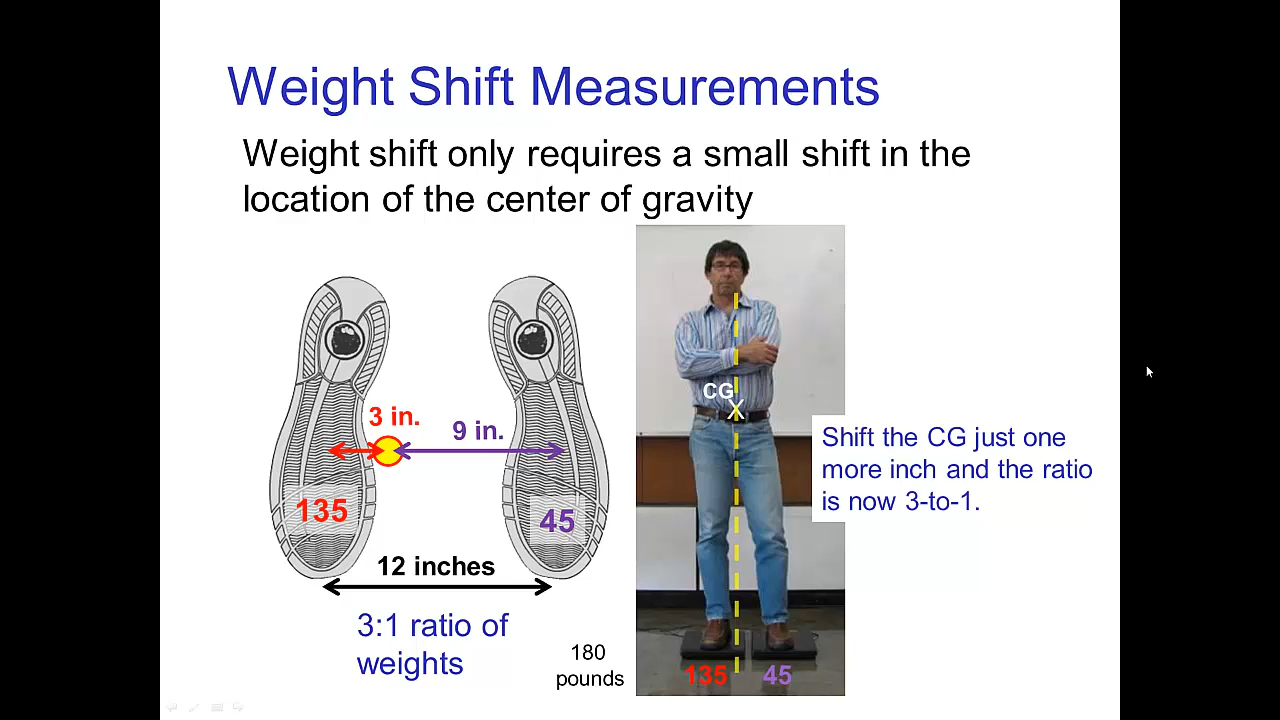 Weight Shift Measurements
Weight shift only requires a small shift in the
location of the center of gravity
3 in.
9 in.
135
45
12 inches
3:1 ratio of
weights
180
pounds
CG
X
Shift the CG just one
more inch and the ratio
is now 3-to-1.
135
45